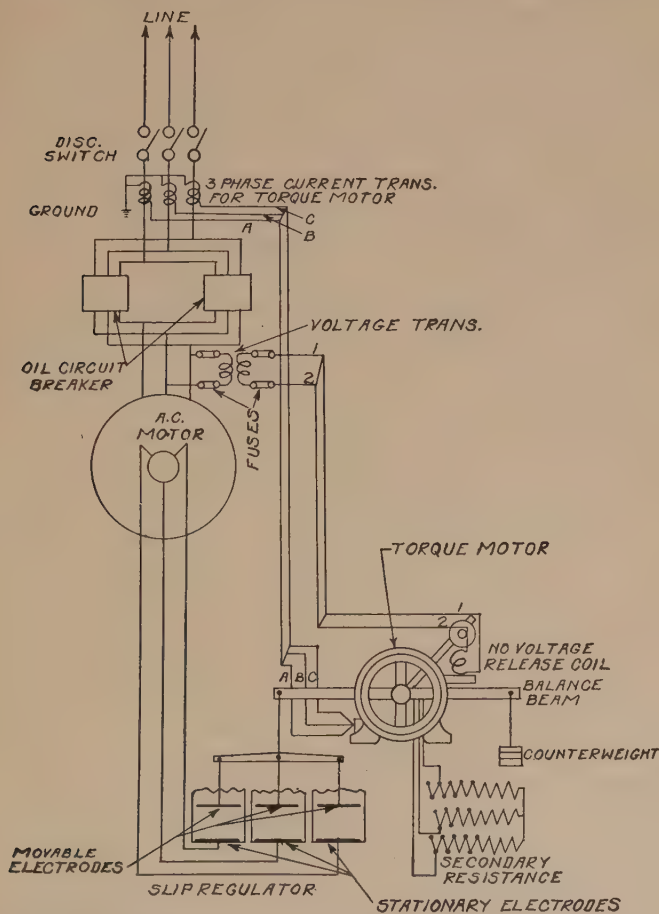 LINE
DISC.
SWITCH
3 PHASE CURRENT TRANS.
FOR TORQUE MOTOR
GROUND
A
C
B
VOLTAGE TRANS.
OIL CIRCUIT
BREAKER
1
2
FUSES
A.C.
MOTOR
TORQUE MOTOR
1
2
NO VOLTAGE
RELEASE COIL
A B C
BALANCE
BEAM
COUNTERWEIGHT
MOVABLE
ELECTRODES
SLIP REGULATOR
STATIONARY ELECTRODES
SECONDARY
RESISTANCE